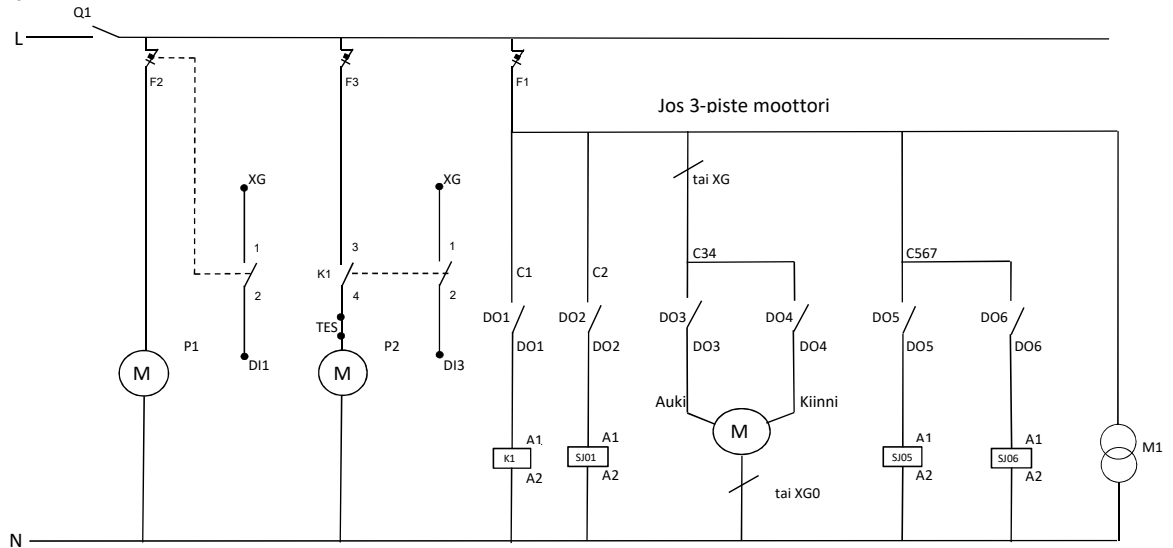 Q1
L
F2
F3
F1
Jos 3-piste moottori
XG
XG
tai XG
1
3
1
C34
C567
K1
C1
C2
2
4
2
DO1
DO2
DO3
DO4
DO5
DO6
TES
P1
P2
DO1
DO2
DO3
DO4
DO5
DO6
DI1
DI3
M
M
Auki
Kiinni
M
A1
A1
A1
A1
K1
SJ01
SJ05
SJ06
M1
A2
A2
A2
A2
tai XG0
N